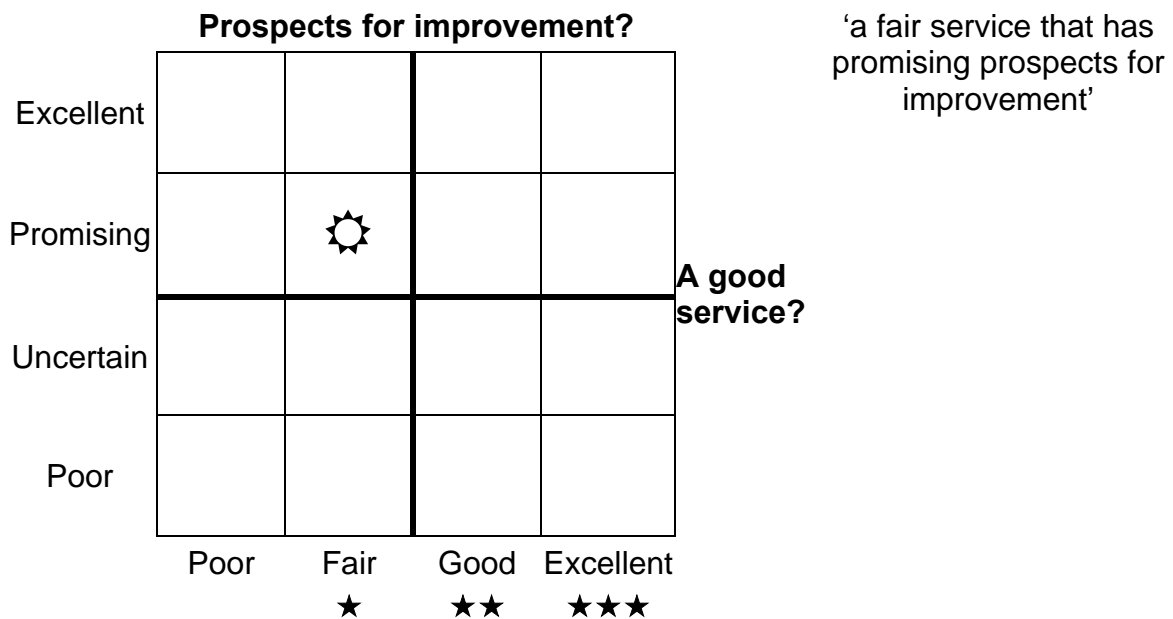 Prospects for improvement?
‘a fair service that has
promising prospects for
improvement’
Excellent
Promising
A good
service?
Uncertain
Poor
Poor Fair Good Excellent
★ ★★ ★★★